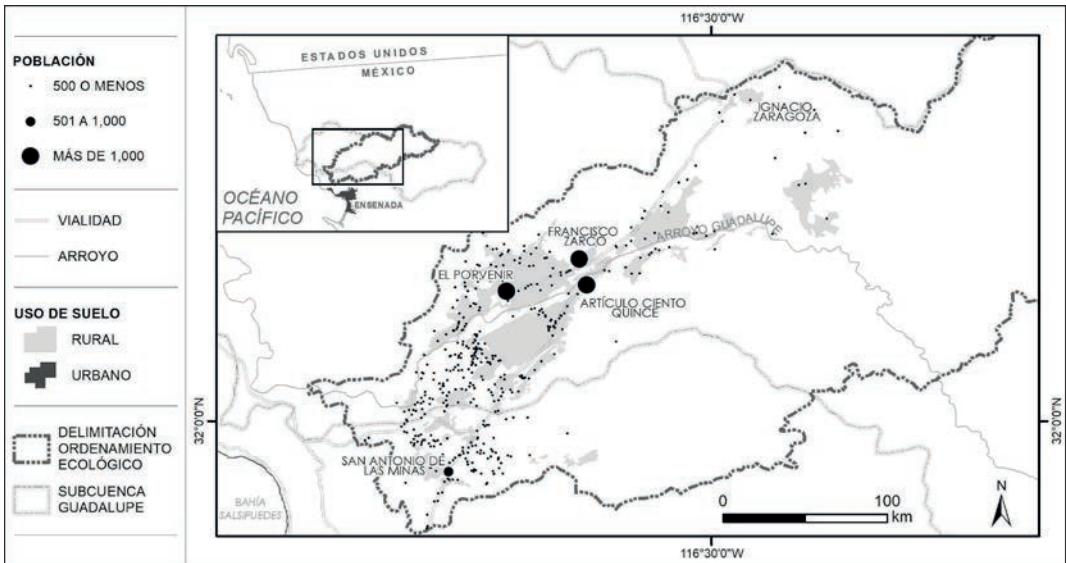 POBLACIÓN
500 O MENOS
501 A 1,000
MÁS DE 1,000
VIALIDAD
ARROYO
USO DE SUELO
RURAL
URBANO
DELIMITACIÓN
ORDENAMIENTO
ECOLÓGICO
SUBCUENCA
GUADALUPE
116°30'0"W
ESTADOS UNIDOS
MÉXICO
OCÉANO
PACÍFICO
ENSENADA
IGNACIO
ZARAGOZA
FRANCISCO
ZARCO
ARROYO GUADALUPE
EL PORVENIR
ARTÍCULO CIENTO
QUINCE
32°0'0"N
32°0'0"N
SAN ANTONIO DE
LAS MINAS
BAHÍA
SALSIPUEDES
0 100
km
N
116°30'0"W